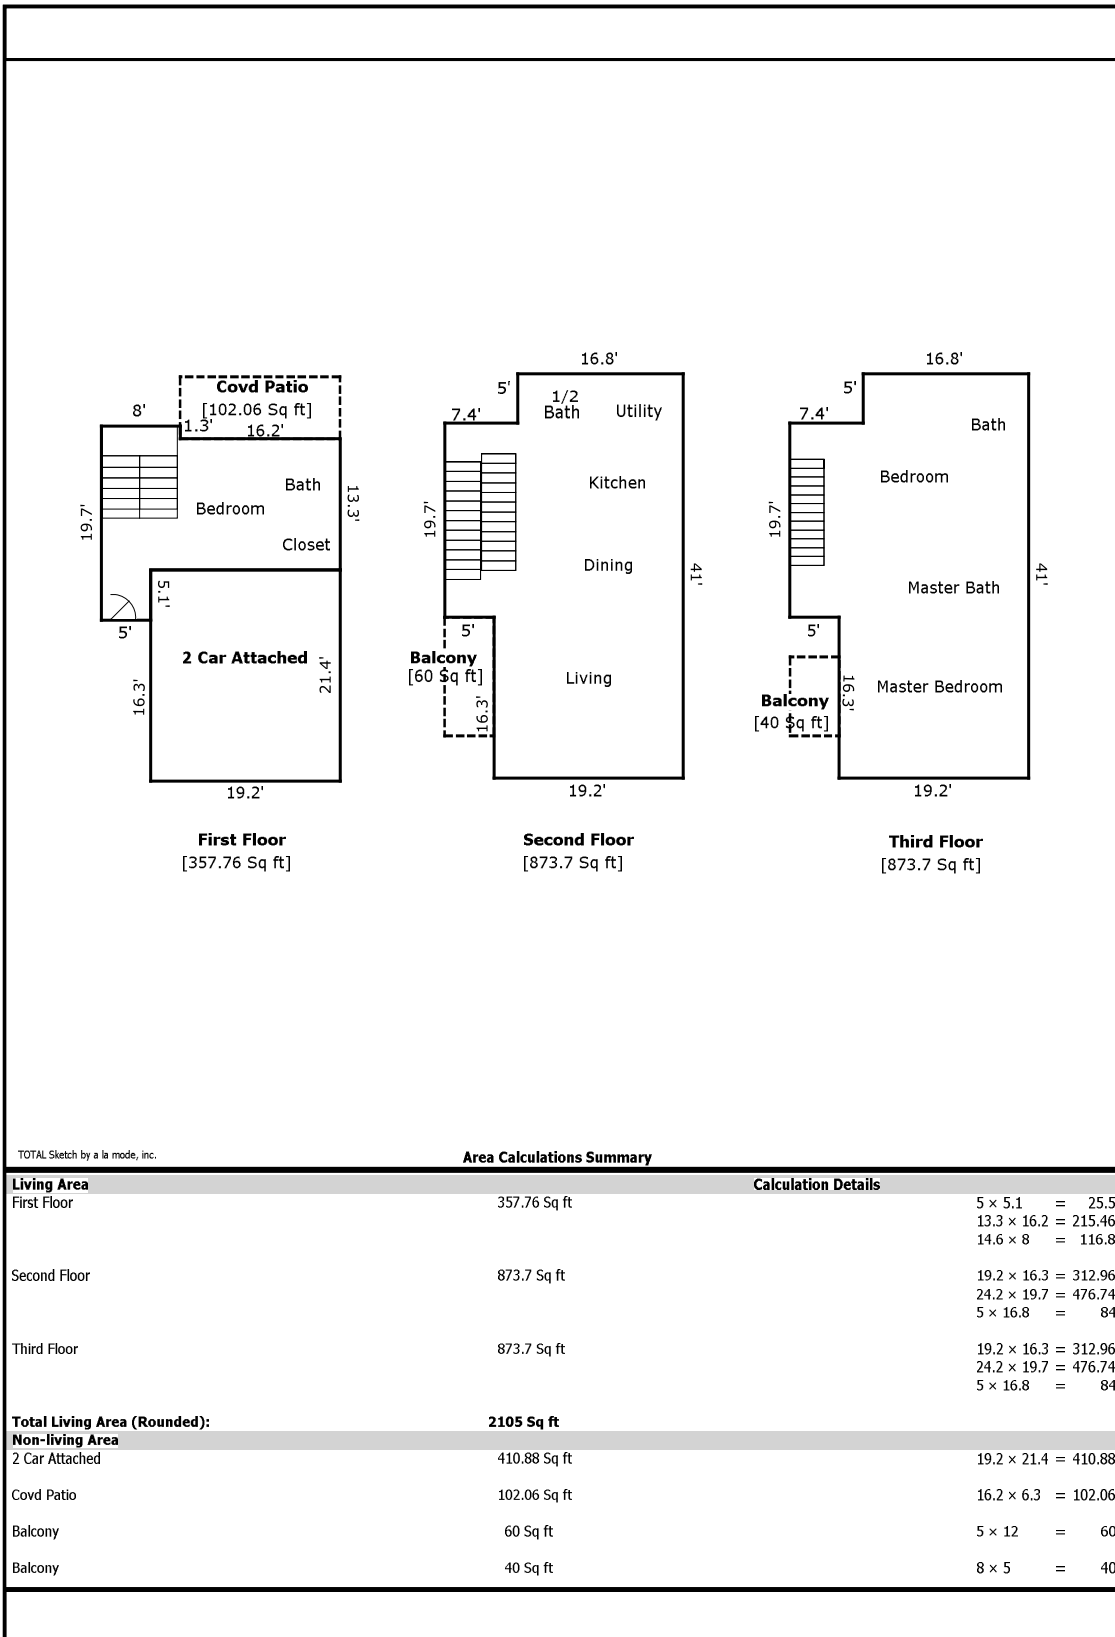 16.8'
16.8'
Covd Patio
[102.06 Sq ft]
5'
1/2
Bath
Utility
5'
8'
1.3'
16.2'
7.4'
7.4'
Bath
Bath
Bedroom
Closet
19.7'
13.3'
Kitchen
19.7'
Dining
41'
Bedroom
19.7'
Master Bath
41'
5.1'
5'
5'
5'
2 Car Attached
21.4'
16.3'
Balcony
[60 Sq ft]
16.3'
Living
Balcony
[40 Sq ft]
16.3'
Master Bedroom
19.2'
19.2'
19.2'
First Floor
[357.76 Sq ft]
Second Floor
[873.7 Sq ft]
Third Floor
[873.7 Sq ft]
TOTAL Sketch by a la mode, inc.
Area Calculations Summary
Living Area Calculation Details
First Floor 357.76 Sq ft 5 × 5.1 = 25.5
13.3 × 16.2 = 215.46
14.6 × 8 = 116.8
Second Floor 873.7 Sq ft 19.2 × 16.3 = 312.96
24.2 × 19.7 = 476.74
5 × 16.8 = 84
Third Floor 873.7 Sq ft 19.2 × 16.3 = 312.96
24.2 × 19.7 = 476.74
5 × 16.8 = 84
Total Living Area (Rounded): 2105 Sq ft
Non-living Area
2 Car Attached 410.88 Sq ft 19.2 × 21.4 = 410.88
Covd Patio 102.06 Sq ft 16.2 × 6.3 = 102.06
Balcony 60 Sq ft 5 × 12 = 60
Balcony 40 Sq ft 8 × 5 = 40